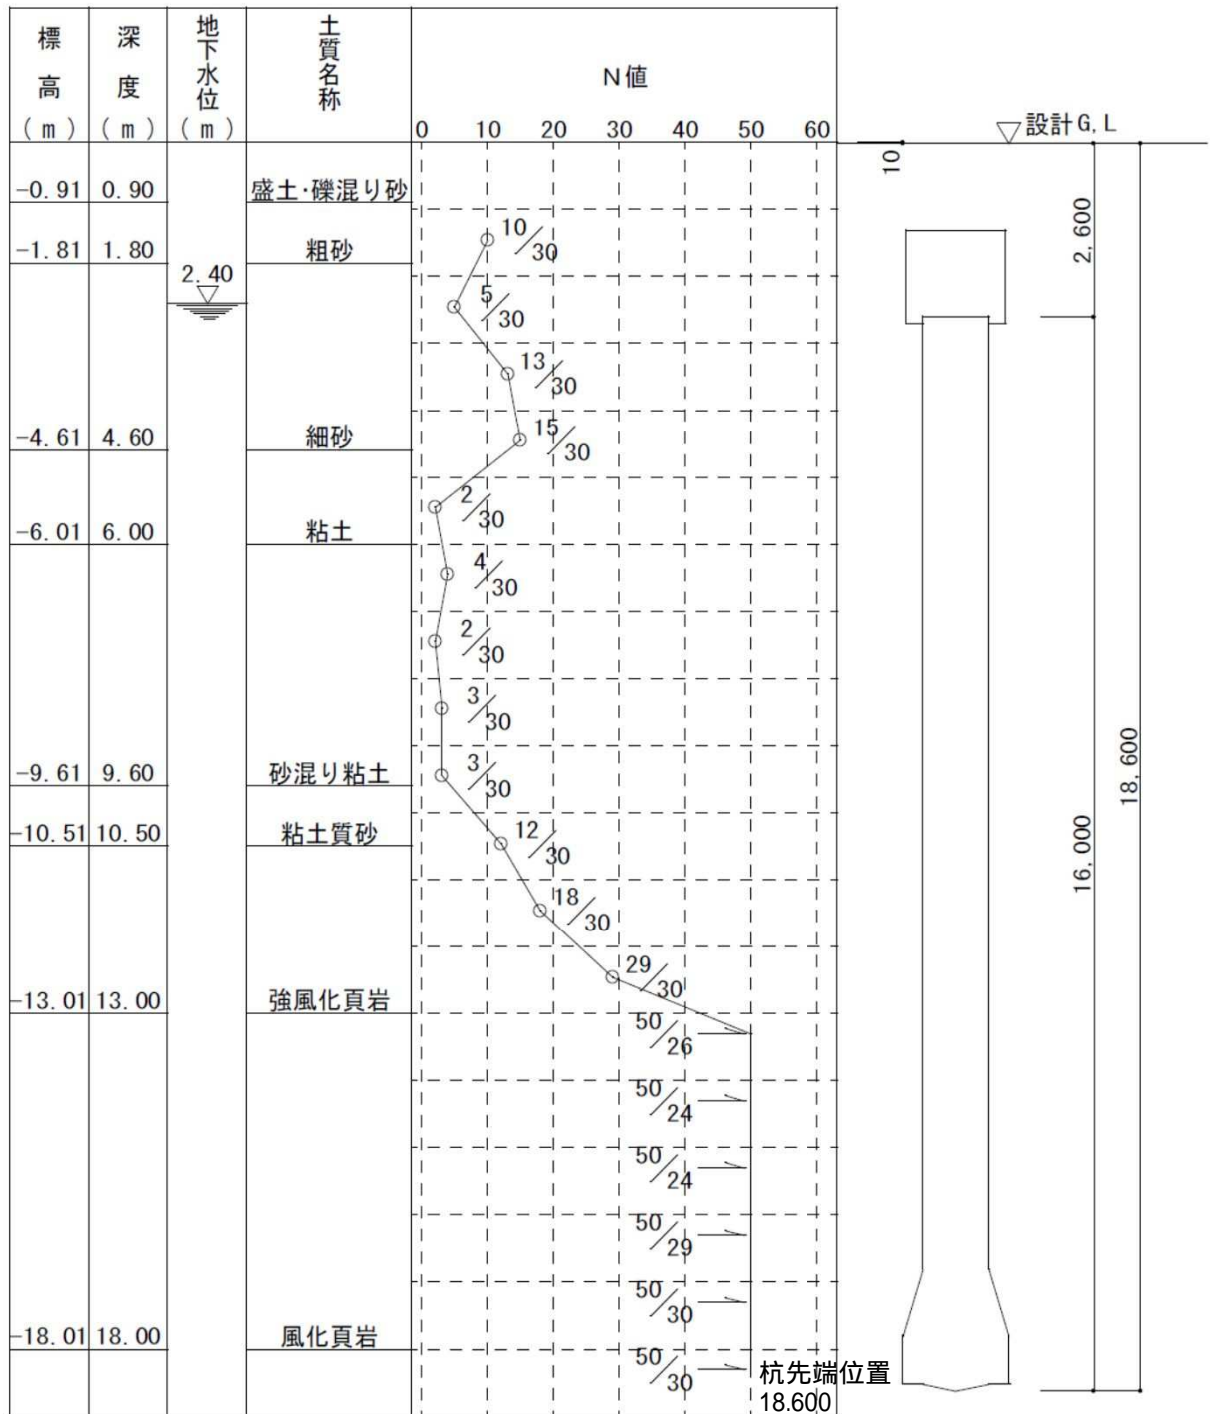 標高(m)
深度(m)
地下水位(m)
土質名称
N値
0 10 20 30 40 50 60
設計G.L
10
-0.91 0.90 盛土・礫混り砂
2,600
10/30
-1.81 1.80 粗砂
2.40
5/30
13/30
15/30
-4.61 4.60 細砂
2/30
-6.01 6.00 粘土
4/30
2/30
3/30
18,600
-9.61 9.60 砂混り粘土
3/30
-10.51 10.50 粘土質砂
12/30
16,000
18/30
29/30
-13.01 13.00 強風化頁岩
50/26
50/24
50/24
50/29
50/30
-18.01 18.00 風化頁岩
50/30
杭先端位置
18.600